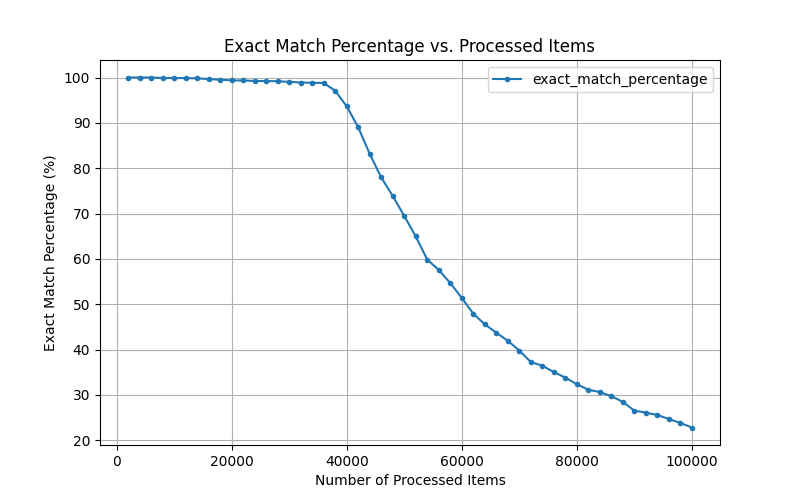 Exact Match Percentage vs. Processed Items
exact_match_percentage
Exact Match Percentage (%)
100
90
80
70
60
50
40
30
20
0 20000 40000 60000 80000 100000
Number of Processed Items